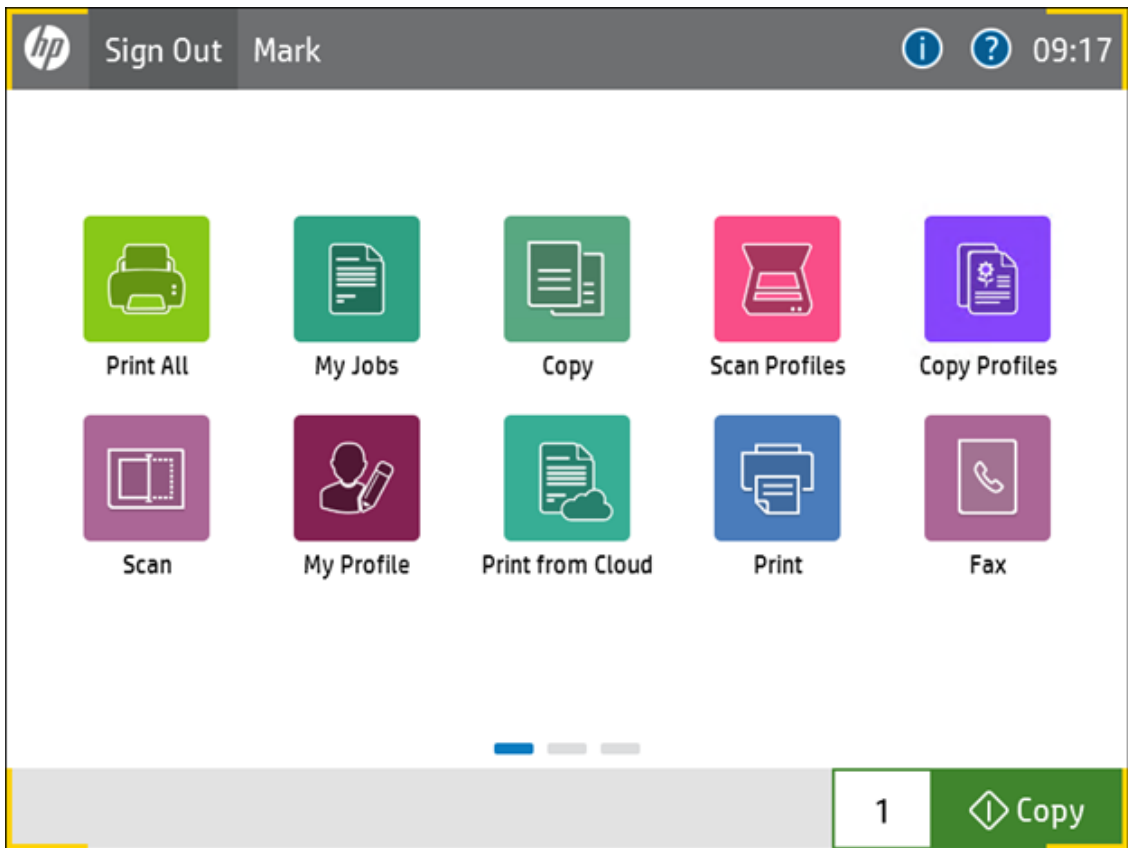 hp Sign Out Mark i ? 09:17
Print All My Jobs Copy Scan Profiles Copy Profiles
Scan My Profile Print from Cloud Print Fax
1 Copy